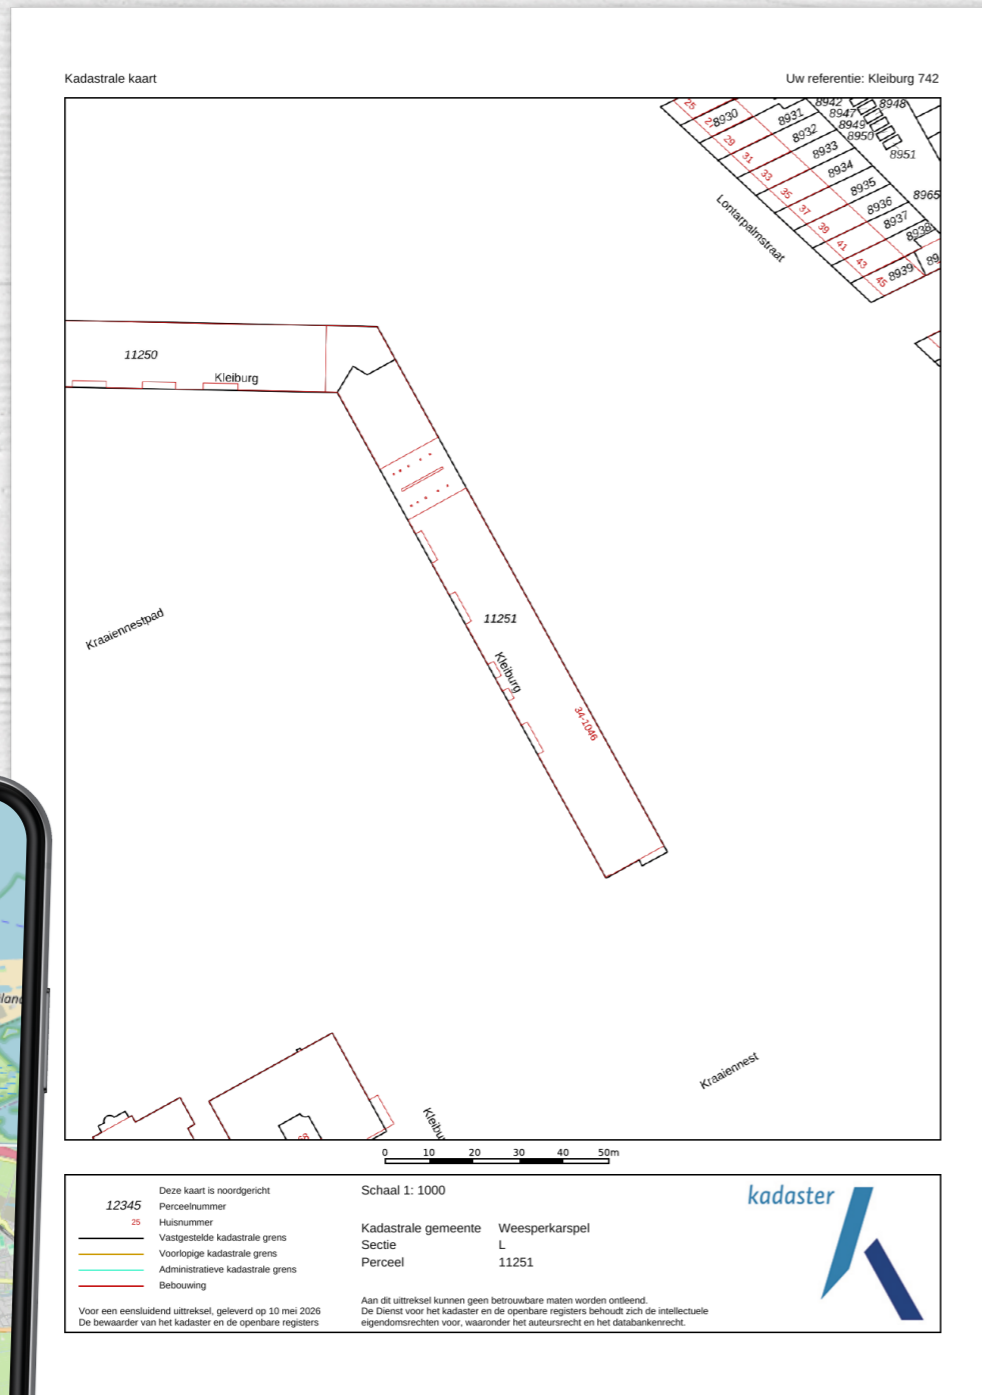 Kadastrale kaart
Uw referentie: Kleiburg 742
25
27
29
31
33
35
37
39
41
43
45
8930
8931
8932
8933
8934
8935
8936
8937
8938
8939
8942
8947
8948
8949
8950
8951
8965
Lontarpalmstraat
11250
Kleiburg
11251
Kleiburg
34-1046
Kraaiennestpad
Kraaiennest
0 10 20 30 40 50m
12345
25
Deze kaart is noordgericht
Perceelnummer
Huisnummer
Vastgestelde kadastrale grens
Voorlopige kadastrale grens
Administratieve kadastrale grens
Bebouwing
Voor een eensluidend uittreksel, geleverd op 10 mei 2026
De bewaarder van het kadaster en de openbare registers
Schaal 1: 1000
Kadastrale gemeente Weesperkarspel
Sectie L
Perceel 11251
Aan dit uittreksel kunnen geen betrouwbare maten worden ontleend.
De Dienst voor het kadaster en de openbare registers behoudt zich de intellectuele
eigendomsrechten voor, waaronder het auteursrecht en het databankenrecht.
kadaster